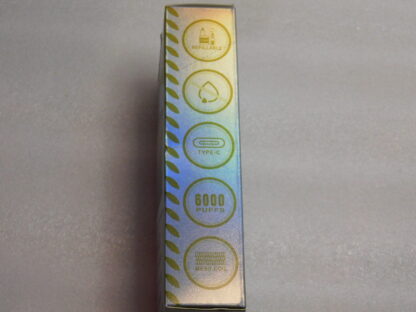 REFILLABLE
TYPE-C
6000
PUFFS
MESH COIL